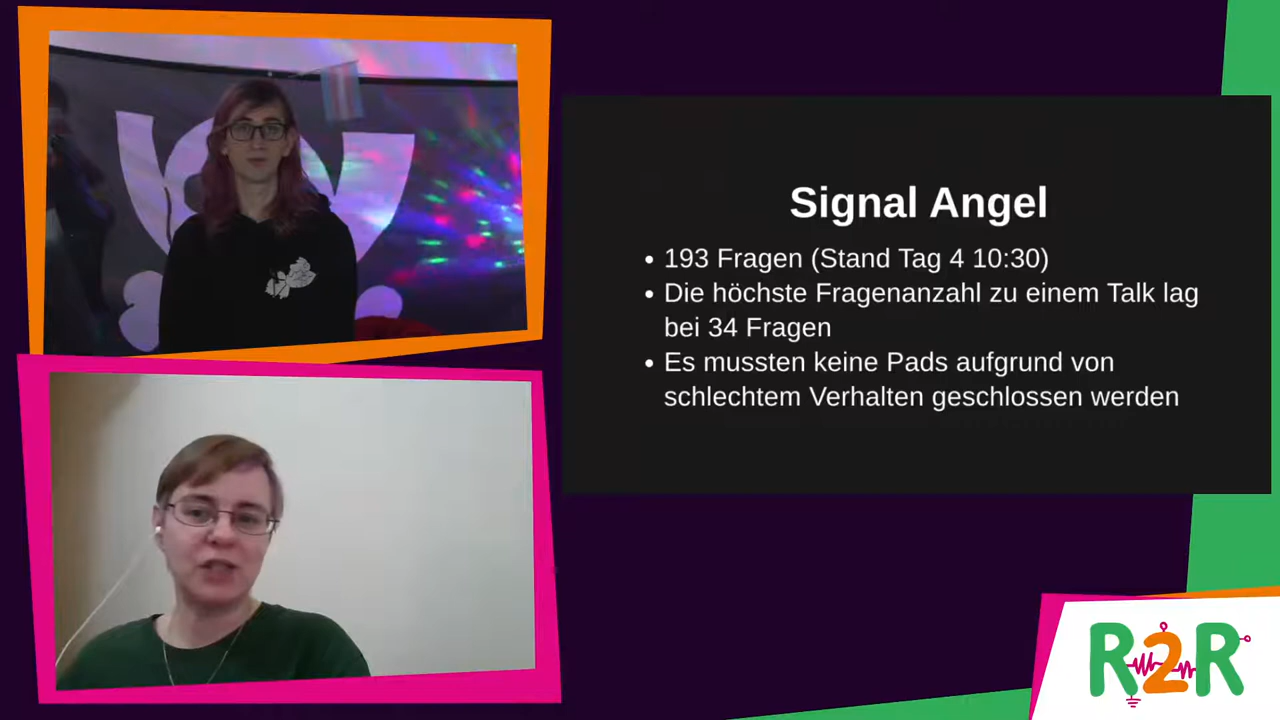 Signal Angel
• 193 Fragen (Stand Tag 4 10:30)
• Die höchste Fragenanzahl zu einem Talk lag
bei 34 Fragen
• Es mussten keine Pads aufgrund von
schlechtem Verhalten geschlossen werden
R2R